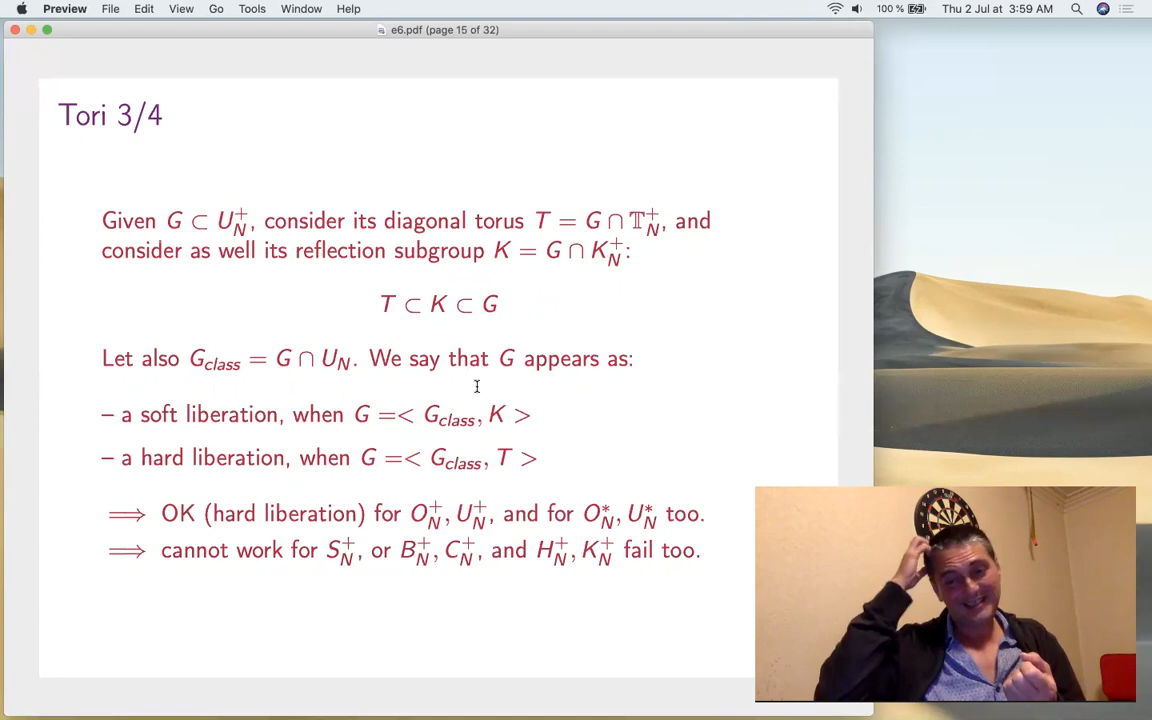 Preview File Edit View Go Tools Window Help 100 % Thu 2 Jul at 3:59 AM
e6.pdf (page 15 of 32)
Tori 3/4
Given G ⊂ U_N^+, consider its diagonal torus T = G ∩ 𝕋_N^+, and
consider as well its reflection subgroup K = G ∩ K_N^+:
T ⊂ K ⊂ G
Let also G_class = G ∩ U_N. We say that G appears as:
– a soft liberation, when G =< G_class, K >
– a hard liberation, when G =< G_class, T >
⟹ OK (hard liberation) for O_N^+, U_N^+, and for O_N^*, U_N^* too.
⟹ cannot work for S_N^+, or B_N^+, C_N^+, and H_N^+, K_N^+ fail too.